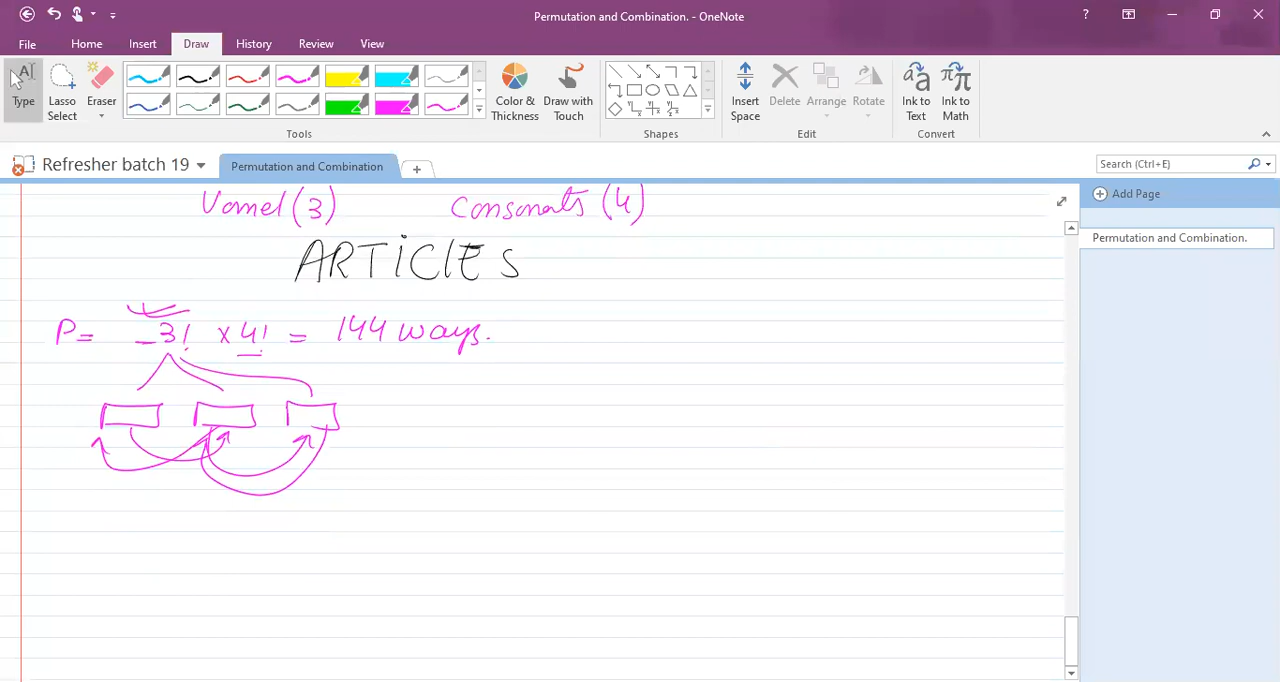 Permutation and Combination. - OneNote
?
File Home Insert Draw History Review View
Type Lasso Select Eraser Color & Thickness Draw with Touch Insert Space Delete Arrange Rotate Ink to Text Ink to Math
Tools Shapes Edit Convert
Refresher batch 19 Permutation and Combination Search (Ctrl+E)
Add Page
Permutation and Combination.
Vowel (3) Consonats (4)
ARTiCLES
P = 3! x 4! = 144 ways.